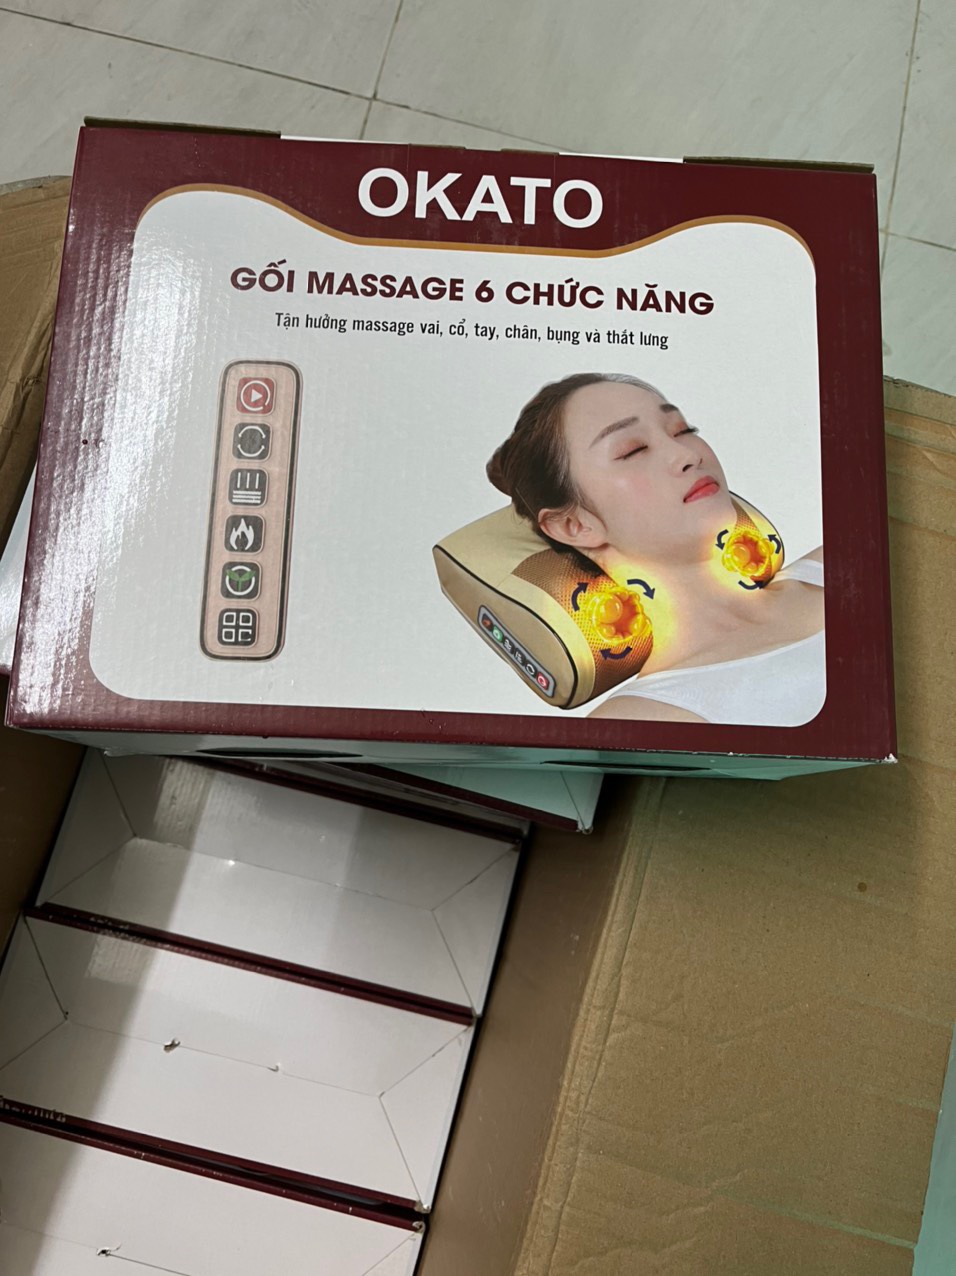 OKATO
GỐI MASSAGE 6 CHỨC NĂNG
Tận hưởng massage vai, cổ, tay, chân, bụng và thắt lưng